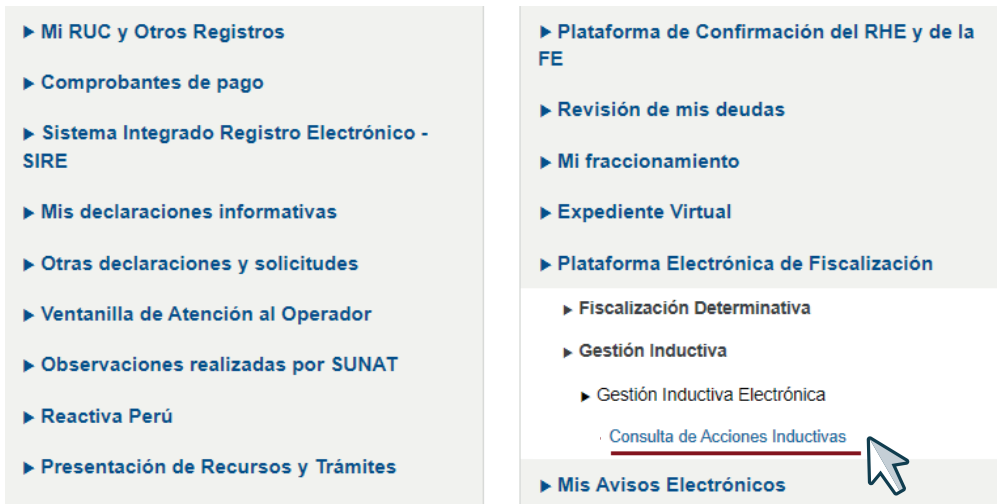 Mi RUC y Otros Registros
Comprobantes de pago
Sistema Integrado Registro Electrónico -
SIRE
Mis declaraciones informativas
Otras declaraciones y solicitudes
Ventanilla de Atención al Operador
Observaciones realizadas por SUNAT
Reactiva Perú
Presentación de Recursos y Trámites
Plataforma de Confirmación del RHE y de la
FE
Revisión de mis deudas
Mi fraccionamiento
Expediente Virtual
Plataforma Electrónica de Fiscalización
Fiscalización Determinativa
Gestión Inductiva
Gestión Inductiva Electrónica
Consulta de Acciones Inductivas
Mis Avisos Electrónicos